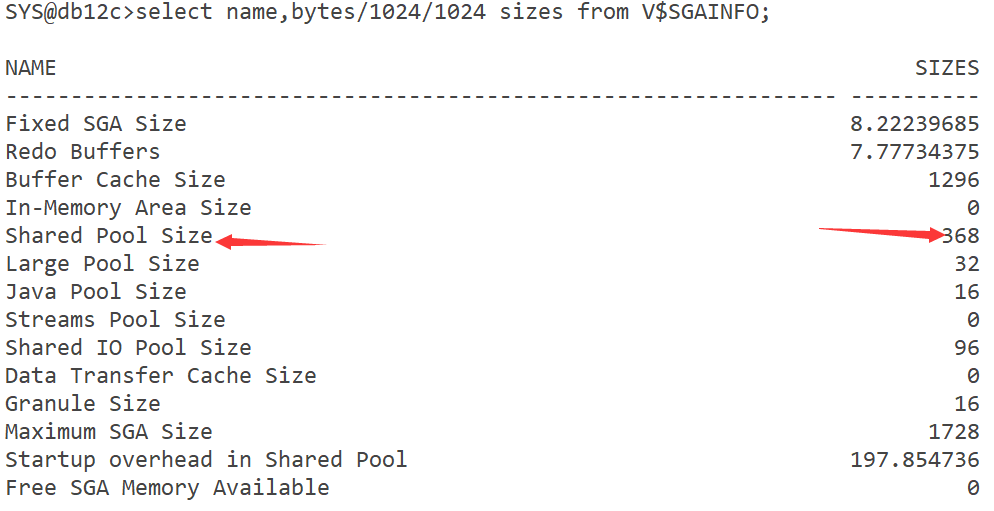 SYS@db12c>select name,bytes/1024/1024 sizes from V$SGAINFO;
NAME SIZES
---------------------------------------------------------------- ----------
Fixed SGA Size 8.22239685
Redo Buffers 7.77734375
Buffer Cache Size 1296
In-Memory Area Size 0
Shared Pool Size 368
Large Pool Size 32
Java Pool Size 16
Streams Pool Size 0
Shared IO Pool Size 96
Data Transfer Cache Size 0
Granule Size 16
Maximum SGA Size 1728
Startup overhead in Shared Pool 197.854736
Free SGA Memory Available 0